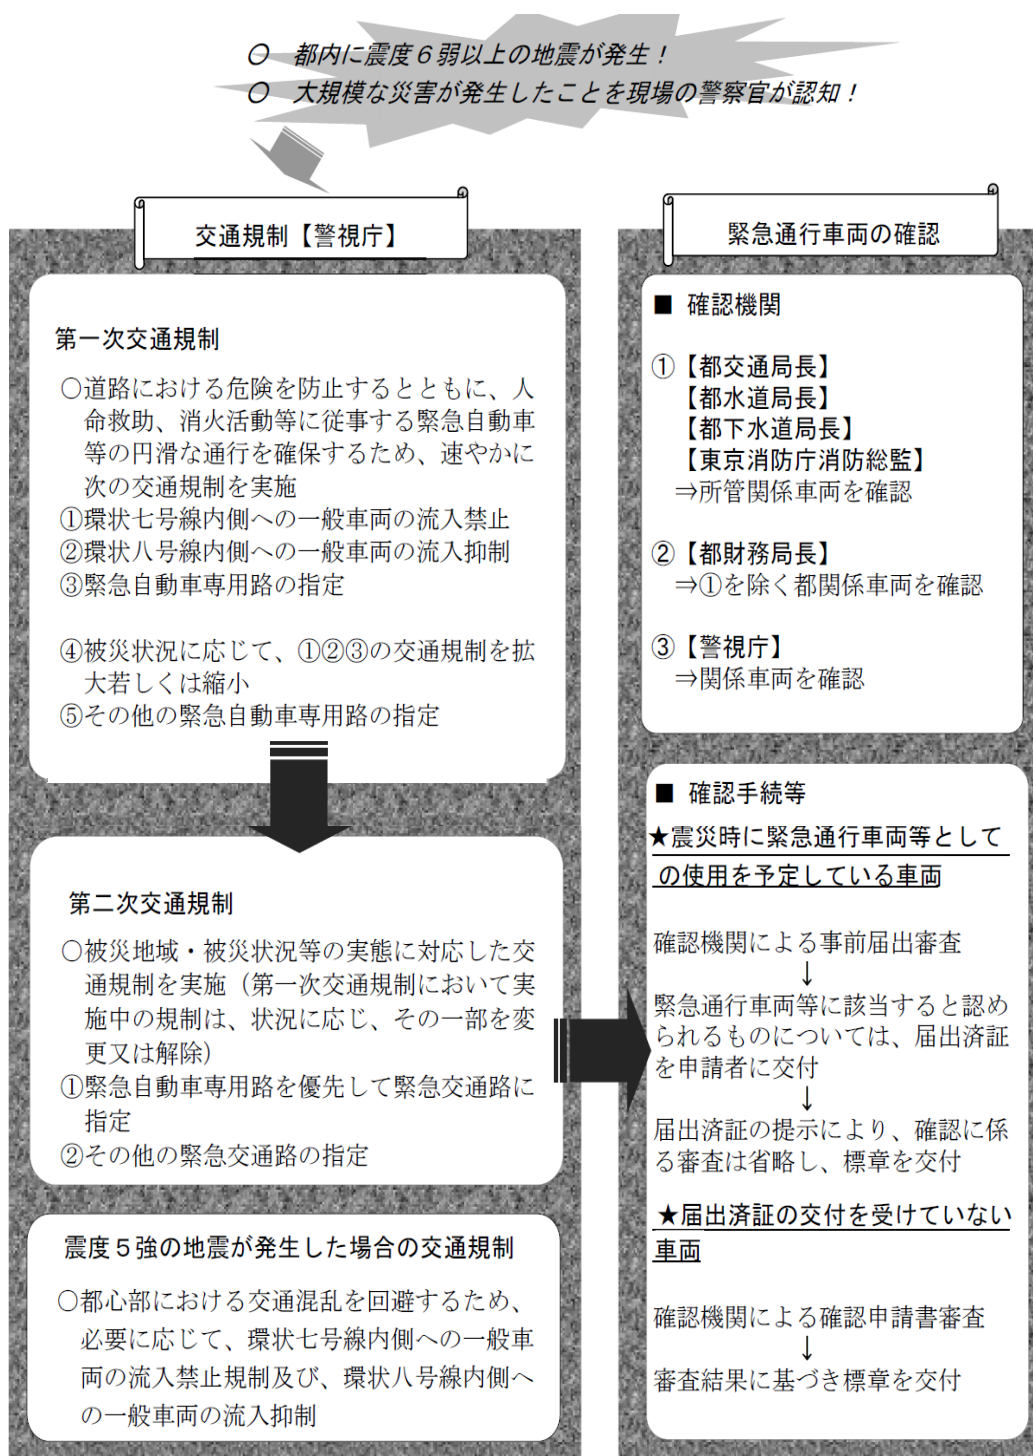 ○ 都内に震度６弱以上の地震が発生！
○ 大規模な災害が発生したことを現場の警察官が認知！
交通規制【警視庁】
第一次交通規制
○道路における危険を防止するとともに、人
命救助、消火活動等に従事する緊急自動車
等の円滑な通行を確保するため、速やかに
次の交通規制を実施
①環状七号線内側への一般車両の流入禁止
②環状八号線内側への一般車両の流入抑制
③緊急自動車専用路の指定
④被災状況に応じて、①②③の交通規制を拡
大若しくは縮小
⑤その他の緊急自動車専用路の指定
第二次交通規制
○被災地域・被災状況等の実態に対応した交
通規制を実施（第一次交通規制において実
施中の規制は、状況に応じ、その一部を変
更又は解除）
①緊急自動車専用路を優先して緊急交通路に
指定
②その他の緊急交通路の指定
震度５強の地震が発生した場合の交通規制
○都心部における交通混乱を回避するため、
必要に応じて、環状七号線内側への一般車
両の流入禁止規制及び、環状八号線内側へ
の一般車両の流入抑制
緊急通行車両の確認
■ 確認機関
①【都交通局長】
【都水道局長】
【都下水道局長】
【東京消防庁消防総監】
⇒所管関係車両を確認
②【都財務局長】
⇒①を除く都関係車両を確認
③【警視庁】
⇒関係車両を確認
■ 確認手続等
★震災時に緊急通行車両等として
の使用を予定している車両
確認機関による事前届出審査
↓
緊急通行車両等に該当すると認め
られるものについては、届出済証
を申請者に交付
↓
届出済証の提示により、確認に係
る審査は省略し、標章を交付
★届出済証の交付を受けていない
車両
確認機関による確認申請書審査
↓
審査結果に基づき標章を交付